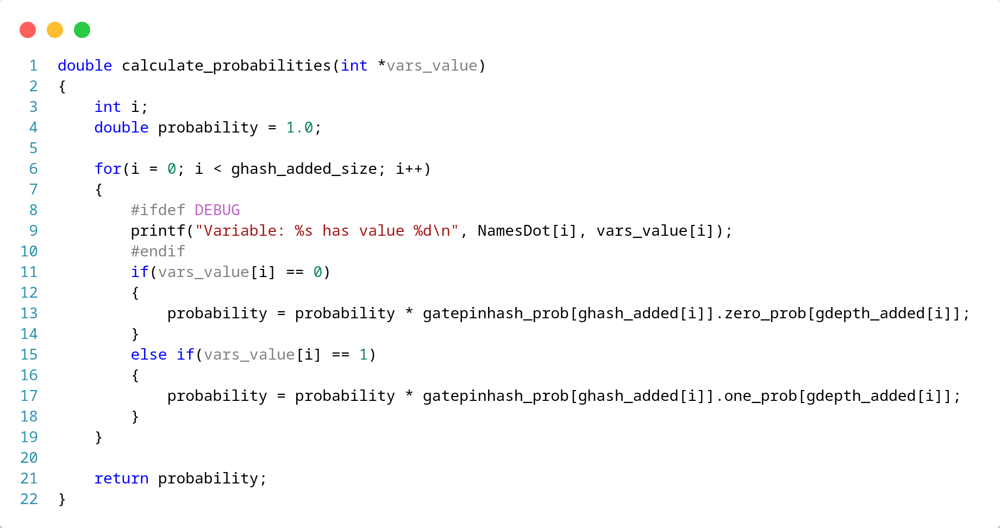 1 double calculate_probabilities(int *vars_value)
2 {
3     int i;
4     double probability = 1.0;
5
6     for(i = 0; i < ghash_added_size; i++)
7     {
8         #ifdef DEBUG
9         printf("Variable: %s has value %d\n", NamesDot[i], vars_value[i]);
10         #endif
11         if(vars_value[i] == 0)
12         {
13             probability = probability * gatepinhash_prob[ghash_added[i]].zero_prob[gdepth_added[i]];
14         }
15         else if(vars_value[i] == 1)
16         {
17             probability = probability * gatepinhash_prob[ghash_added[i]].one_prob[gdepth_added[i]];
18         }
19     }
20
21     return probability;
22 }